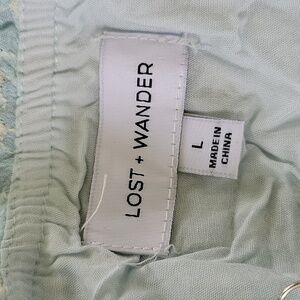 LOST + WANDER
L
MADE IN
CHINA